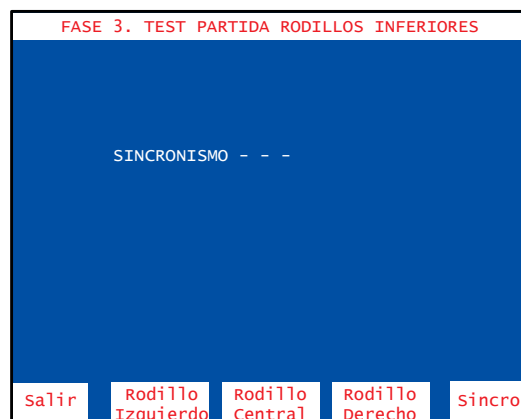 FASE 3. TEST PARTIDA RODILLOS INFERIORES
SINCRONISMO - - -
Salir
Rodillo
Izquierdo
Rodillo
Central
Rodillo
Derecho
Sincro